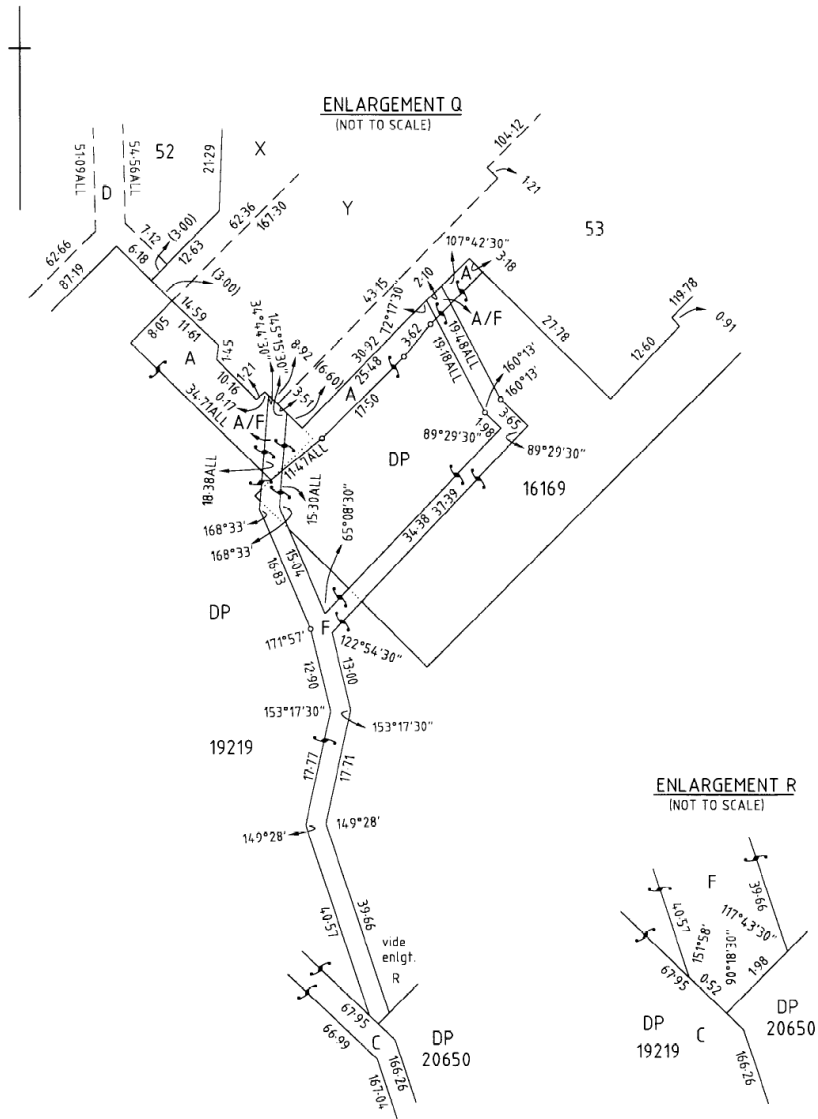 ENLARGEMENT Q
(NOT TO SCALE)
104·12
1·21
51·09ALL
54·56ALL
52
21·29
X
D
62·36
167·30
Y
53
7·12
(3·00)
6·18
12·63
62·66
87·19
(3·00)
107°42'30"
2·10
3·18
A
43·15
72°17'30"
A/F
14·59
11·61
8·05
34°44'30"
145°15'30"
8·92
(6·60)
30·92
25·48
3·62
A
19·18ALL
19·48ALL
27·78
119·78
0·91
12·60
A
1·45
1·21
10·16
0·17
34·71ALL
3·51
17·50
160°13'
160°13'
1·98
3·65
A/F
89°29'30"
89°29'30"
DP
11·47ALL
16169
18·38ALL
15·30ALL
65°08'30"
34·38
37·39
168°33'
168°33'
16·83
15·04
DP
F
171°57'
122°54'30"
12·90
13·00
153°17'30"
153°17'30"
19219
17·77
17·71
149°28'
149°28'
40·57
39·66
vide
enlgt.
R
67·95
66·99
C
DP
20650
166·26
167·04
ENLARGEMENT R
(NOT TO SCALE)
F
39·66
40·57
117°43'30"
151°58'
90°18'30"
67·95
0·52
1·98
DP
19219
C
DP
20650
166·26